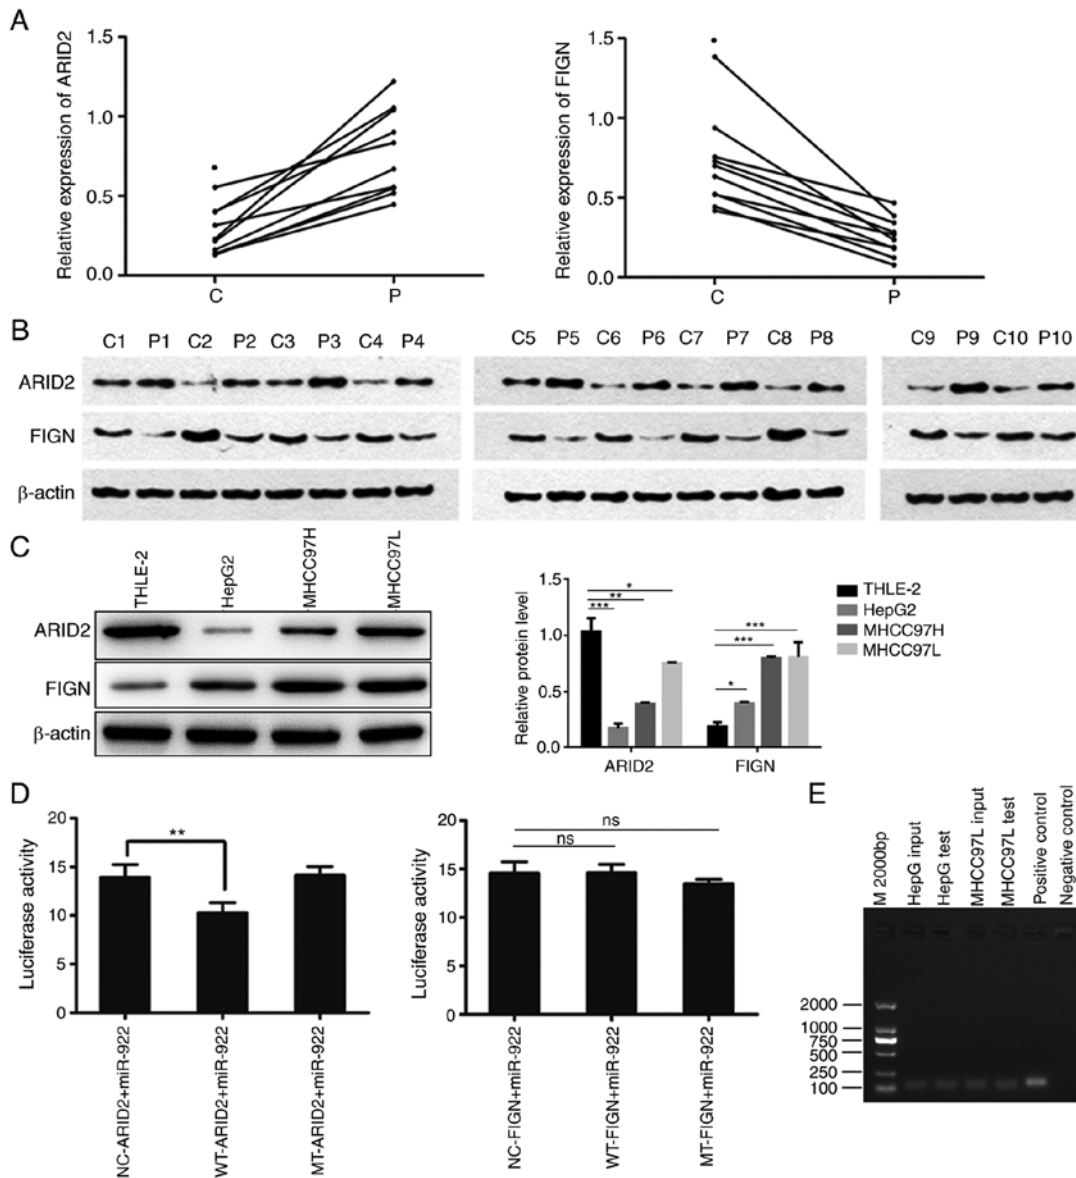 A
Relative expression of ARID2
1.5
1.0
0.5
0.0
C
P
Relative expression of FIGN
1.5
1.0
0.5
0.0
C
P
B
C1 P1 C2 P2 C3 P3 C4 P4
C5 P5 C6 P6 C7 P7 C8 P8
C9 P9 C10 P10
ARID2
FIGN
β-actin
C
THLE-2
HepG2
MHCC97H
MHCC97L
ARID2
FIGN
β-actin
Relative protein level
1.5
1.0
0.5
0.0
*
**
***
***
***
*
ARID2
FIGN
THLE-2
HepG2
MHCC97H
MHCC97L
D
Luciferase activity
20
15
10
5
0
**
NC-ARID2+miR-922
WT-ARID2+miR-922
MT-ARID2+miR-922
Luciferase activity
20
15
10
5
0
ns
ns
NC-FIGN+miR-922
WT-FIGN+miR-922
MT-FIGN+miR-922
E
M 2000bp
HepG input
HepG test
MHCC97L input
MHCC97L test
Positive control
Negative control
2000
1000
750
500
250
100